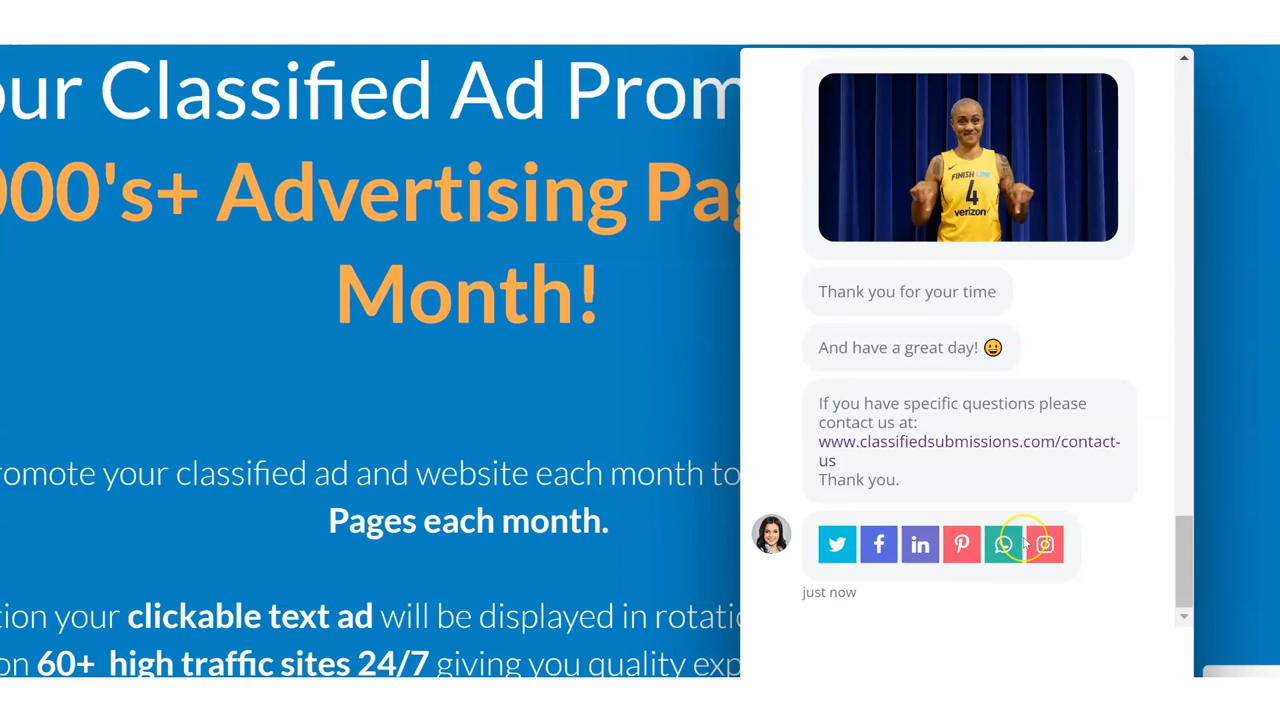 our Classified Ad Prom
000's+ Advertising Pag
Month!
romote your classified ad and website each month to
Pages each month.
tion your clickable text ad will be displayed in rotatio
on 60+ high traffic sites 24/7 giving you quality exp
FINISH LINE
4
verizon
Thank you for your time
And have a great day! 😀
If you have specific questions please
contact us at:
www.classifiedsubmissions.com/contact-
us
Thank you.
just now